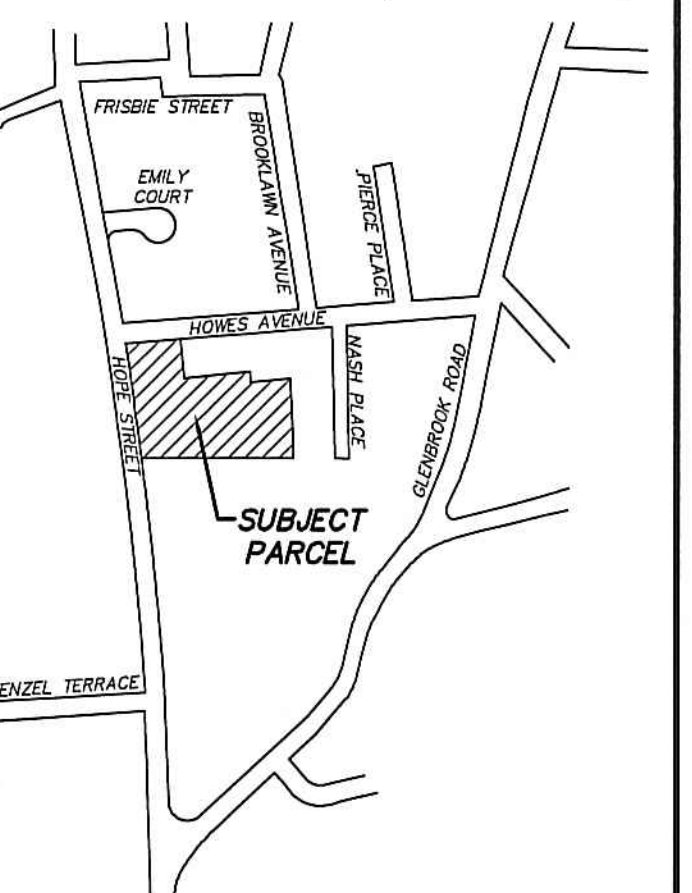 FRISBIE STREET
EMILY
COURT
BROOKLAWN AVENUE
PIERCE PLACE
HOWES AVENUE
HOPE STREET
NASH PLACE
GLENBROOK ROAD
SUBJECT
PARCEL
ENZEL TERRACE